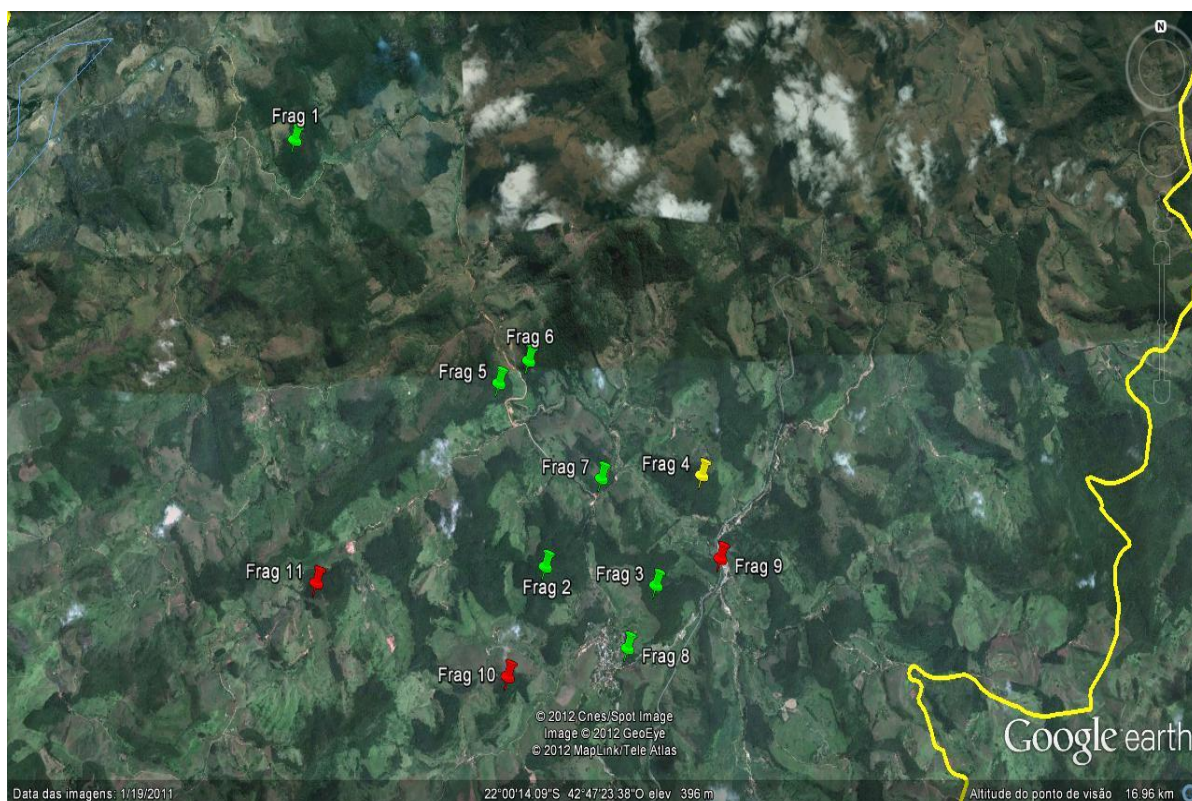 N
Frag 1
Frag 6
Frag 5
Frag 7
Frag 4
Frag 11
Frag 2
Frag 3
Frag 9
Frag 10
Frag 8
© 2012 Cnes/Spot Image
Image © 2012 GeoEye
© 2012 MapLink/Tele Atlas
Google earth
Data das imagens: 1/19/2011
22°00'14.09"S 42°47'23.38"O elev 396 m
Altitude do ponto de visão 16.96 km